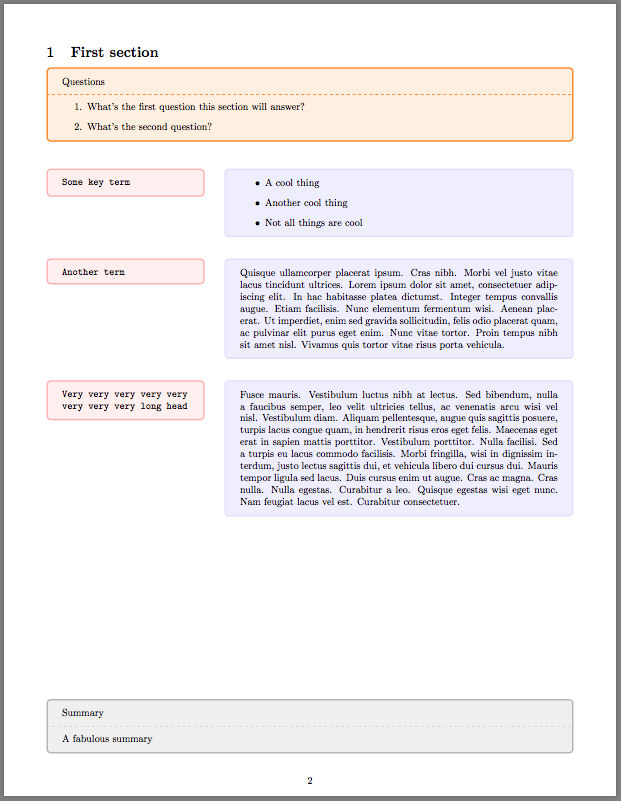 1 First section
Questions
1. What's the first question this section will answer?
2. What's the second question?
Some key term
• A cool thing
• Another cool thing
• Not all things are cool
Another term
Quisque ullamcorper placerat ipsum. Cras nibh. Morbi vel justo vitae
lacus tincidunt ultrices. Lorem ipsum dolor sit amet, consectetuer adip-
iscing elit. In hac habitasse platea dictumst. Integer tempus convallis
augue. Etiam facilisis. Nunc elementum fermentum wisi. Aenean plac-
erat. Ut imperdiet, enim sed gravida sollicitudin, felis odio placerat quam,
ac pulvinar elit purus eget enim. Nunc vitae tortor. Proin tempus nibh
sit amet nisl. Vivamus quis tortor vitae risus porta vehicula.
Very very very very very
very very very long head
Fusce mauris. Vestibulum luctus nibh at lectus. Sed bibendum, nulla
a faucibus semper, leo velit ultricies tellus, ac venenatis arcu wisi vel
nisl. Vestibulum diam. Aliquam pellentesque, augue quis sagittis posuere,
turpis lacus congue quam, in hendrerit risus eros eget felis. Maecenas eget
erat in sapien mattis porttitor. Vestibulum porttitor. Nulla facilisi. Sed
a turpis eu lacus commodo facilisis. Morbi fringilla, wisi in dignissim in-
terdum, justo lectus sagittis dui, et vehicula libero dui cursus dui. Mauris
tempor ligula sed lacus. Duis cursus enim ut augue. Cras ac magna. Cras
nulla. Nulla egestas. Curabitur a leo. Quisque egestas wisi eget nunc.
Nam feugiat lacus vel est. Curabitur consectetuer.
Summary
A fabulous summary
2